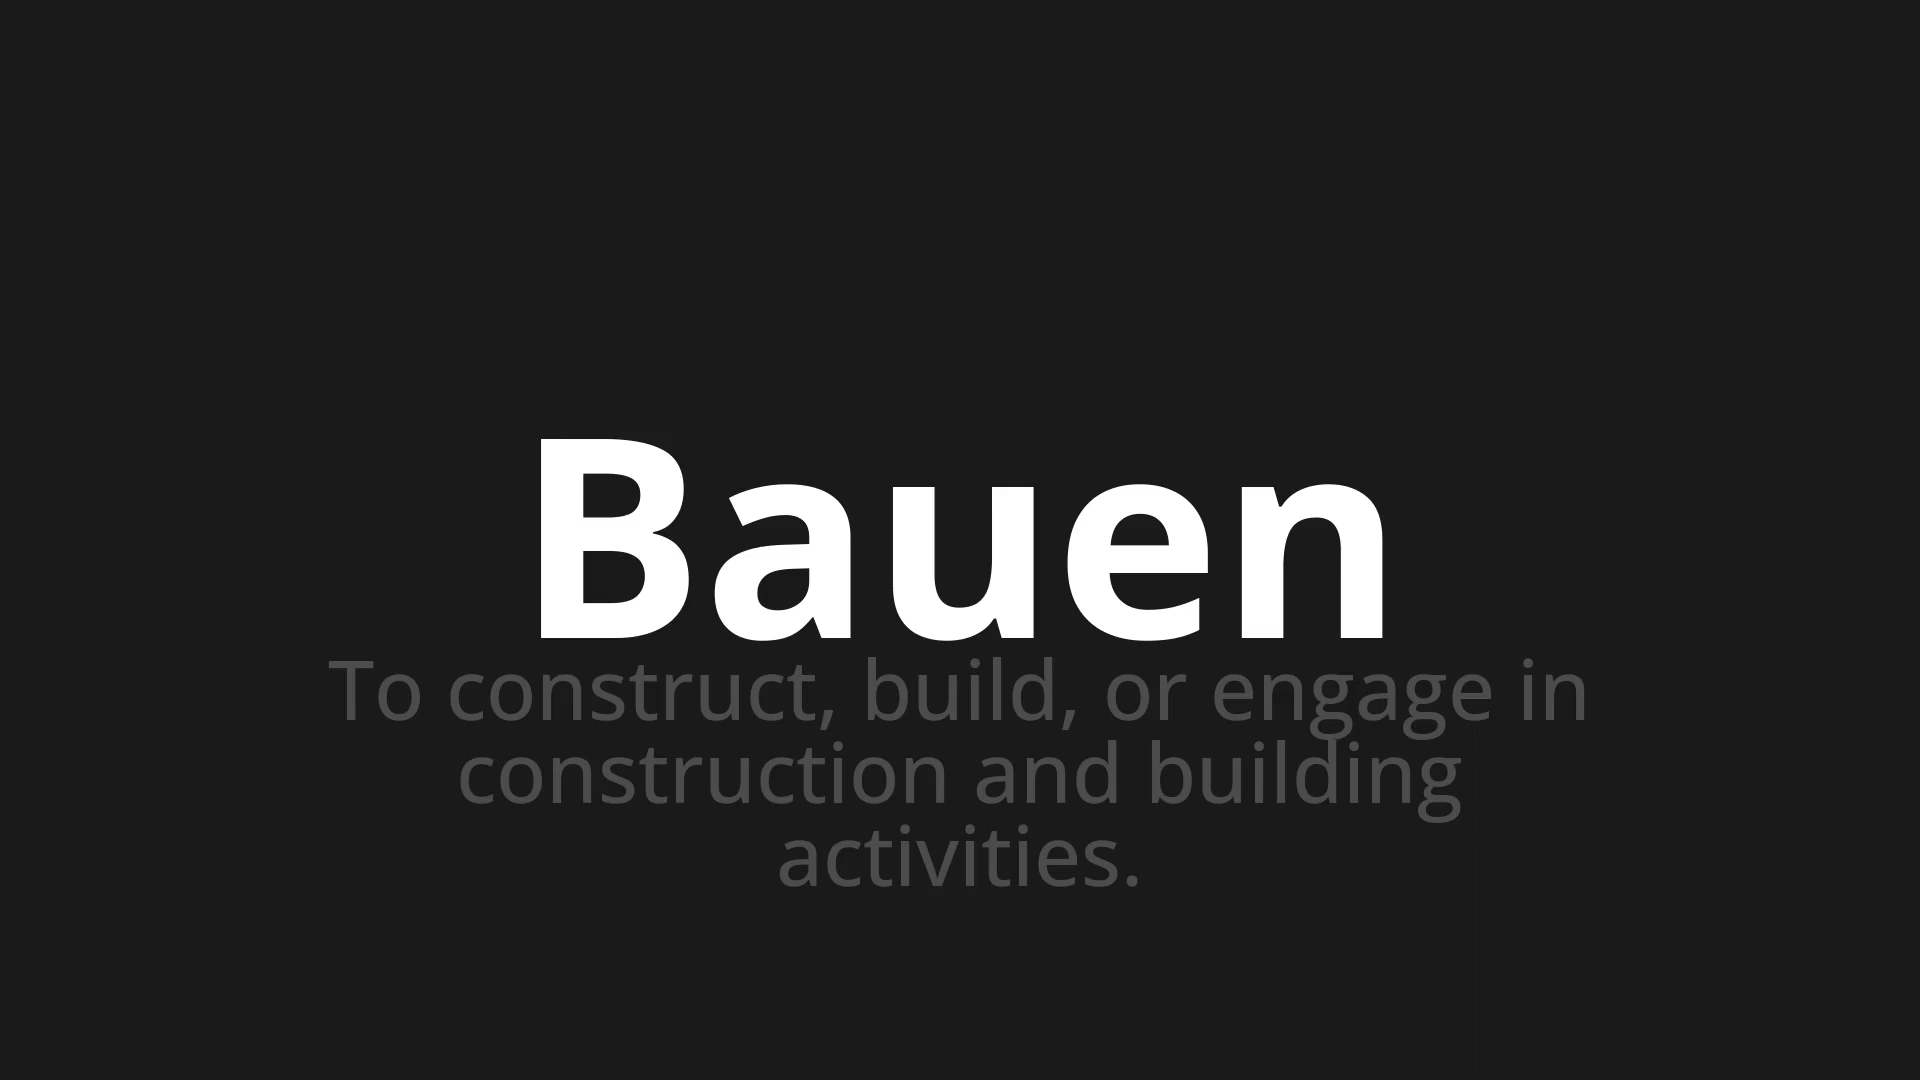 Bauen
To construct, build, or engage in
construction and building
activities.